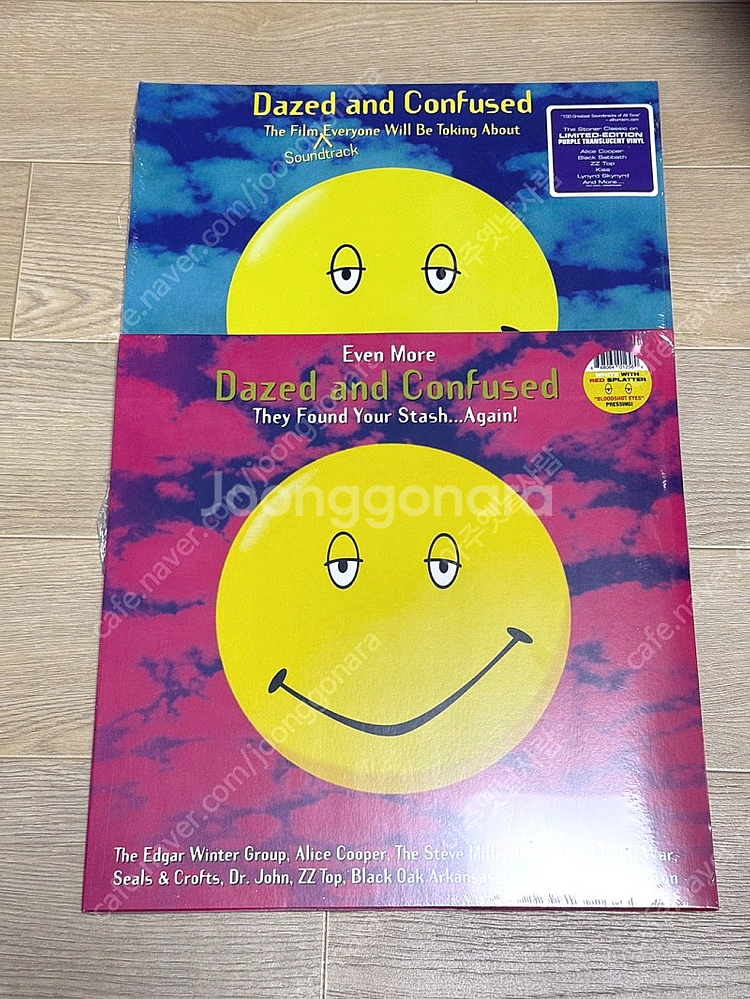 Dazed and Confused
The Film Everyone Will Be Toking About
Soundtrack
"100 Greatest Soundtracks of All Time"
The Stoner Classic on
LIMITED-EDITION
PURPLE TRANSLUCENT VINYL
Alice Cooper
Black Sabbath
ZZ Top
Kiss
Lynyrd Skynyrd
And More...
Even More
Dazed and Confused
They Found Your Stash...Again!
WHITE WITH
RED SPLATTER
"BLOODSHOT EYES"
PRESSING!
Joonggonara
cafe.naver.com/joonggonara
The Edgar Winter Group, Alice Cooper, The Steve Miller
Seals & Crofts, Dr. John, ZZ Top, Black Oak Arkansas